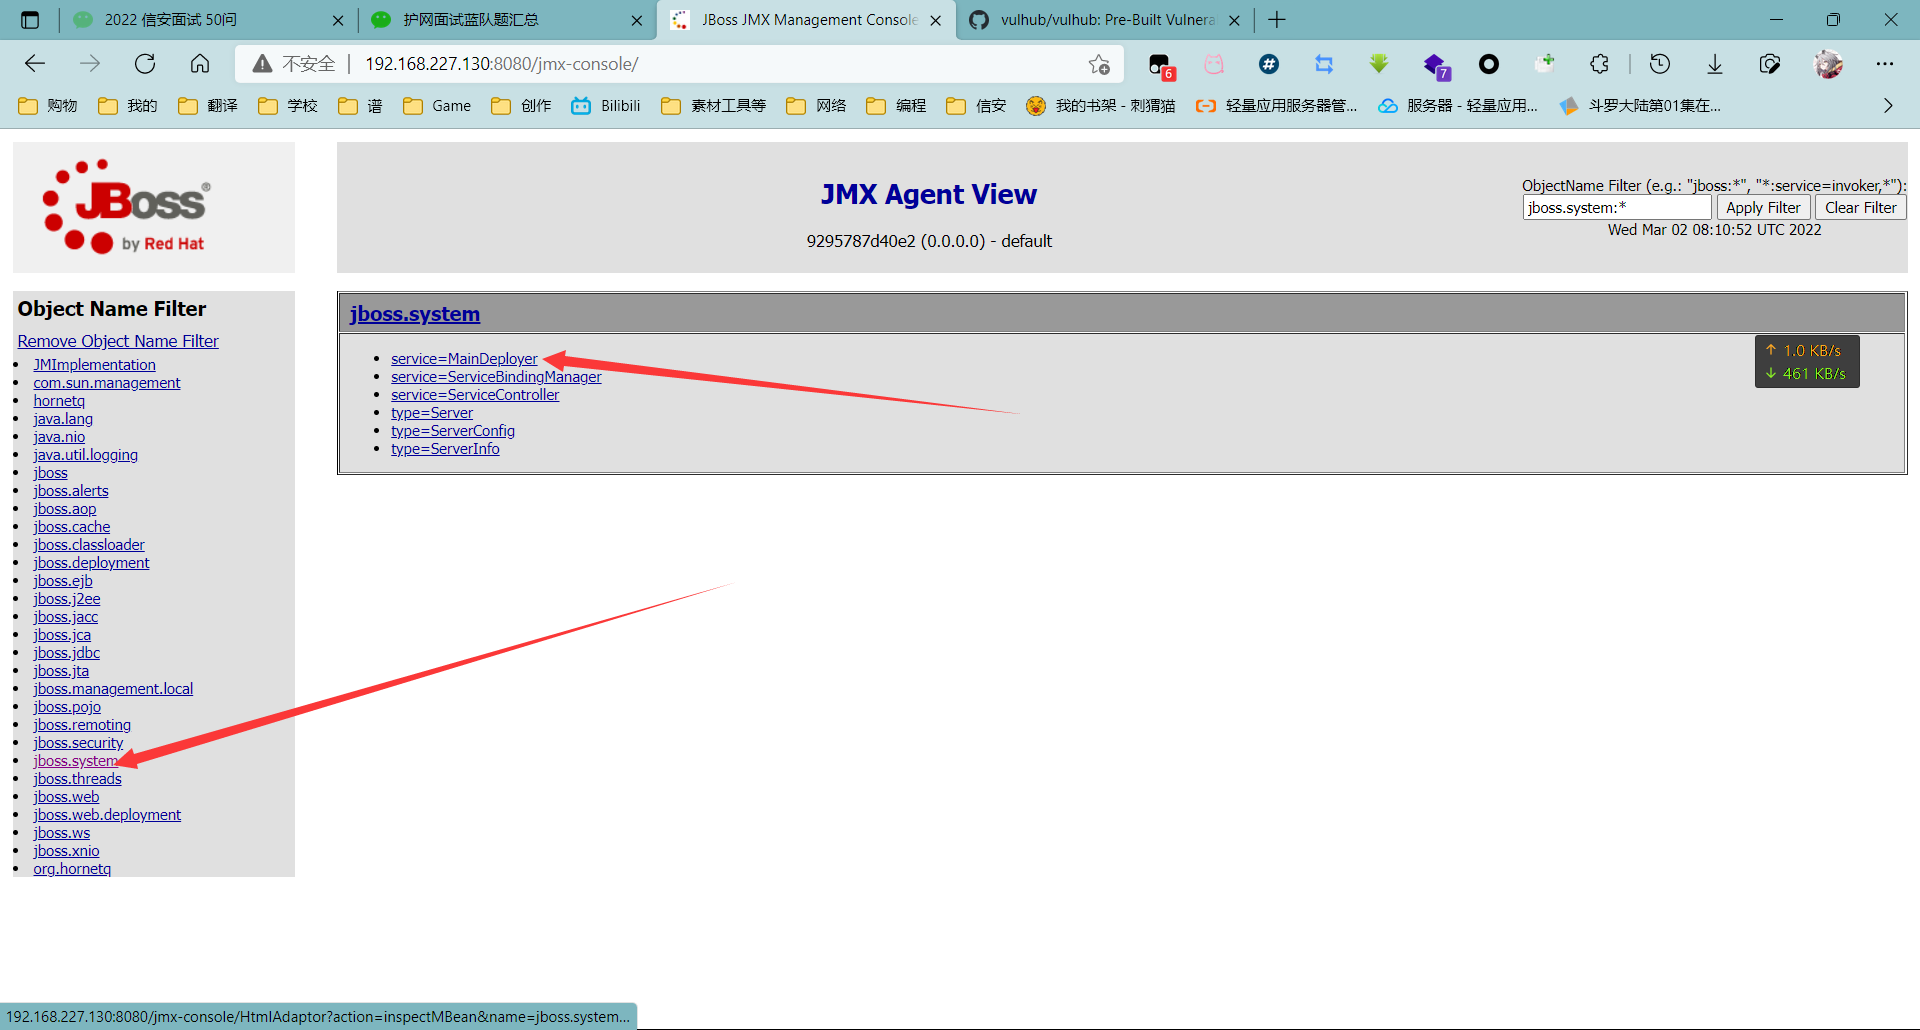 2022 信安面试 50问
护网面试蓝队题汇总
JBoss JMX Management Console
vulhub/vulhub: Pre-Built Vulnera
不安全
192.168.227.130:8080/jmx-console/
6
7
购物
我的
翻译
学校
谱
Game
创作
Bilibili
素材工具等
网络
编程
信安
我的书架 - 刺猬猫
轻量应用服务器管...
服务器 - 轻量应用...
斗罗大陆第01集在...
JBoss®
by Red Hat
JMX Agent View
9295787d40e2 (0.0.0.0) - default
ObjectName Filter (e.g.: "jboss:*", "*:service=invoker,*"):
jboss.system:*
Apply Filter
Clear Filter
Wed Mar 02 08:10:52 UTC 2022
Object Name Filter
Remove Object Name Filter
JMImplementation
com.sun.management
hornetq
java.lang
java.nio
java.util.logging
jboss
jboss.alerts
jboss.aop
jboss.cache
jboss.classloader
jboss.deployment
jboss.ejb
jboss.j2ee
jboss.jacc
jboss.jca
jboss.jdbc
jboss.jta
jboss.management.local
jboss.pojo
jboss.remoting
jboss.security
jboss.system
jboss.threads
jboss.web
jboss.web.deployment
jboss.ws
jboss.xnio
org.hornetq
jboss.system
service=MainDeployer
service=ServiceBindingManager
service=ServiceController
type=Server
type=ServerConfig
type=ServerInfo
↑ 1.0 KB/s
↓ 461 KB/s
192.168.227.130:8080/jmx-console/HtmlAdaptor?action=inspectMBean&name=jboss.system...